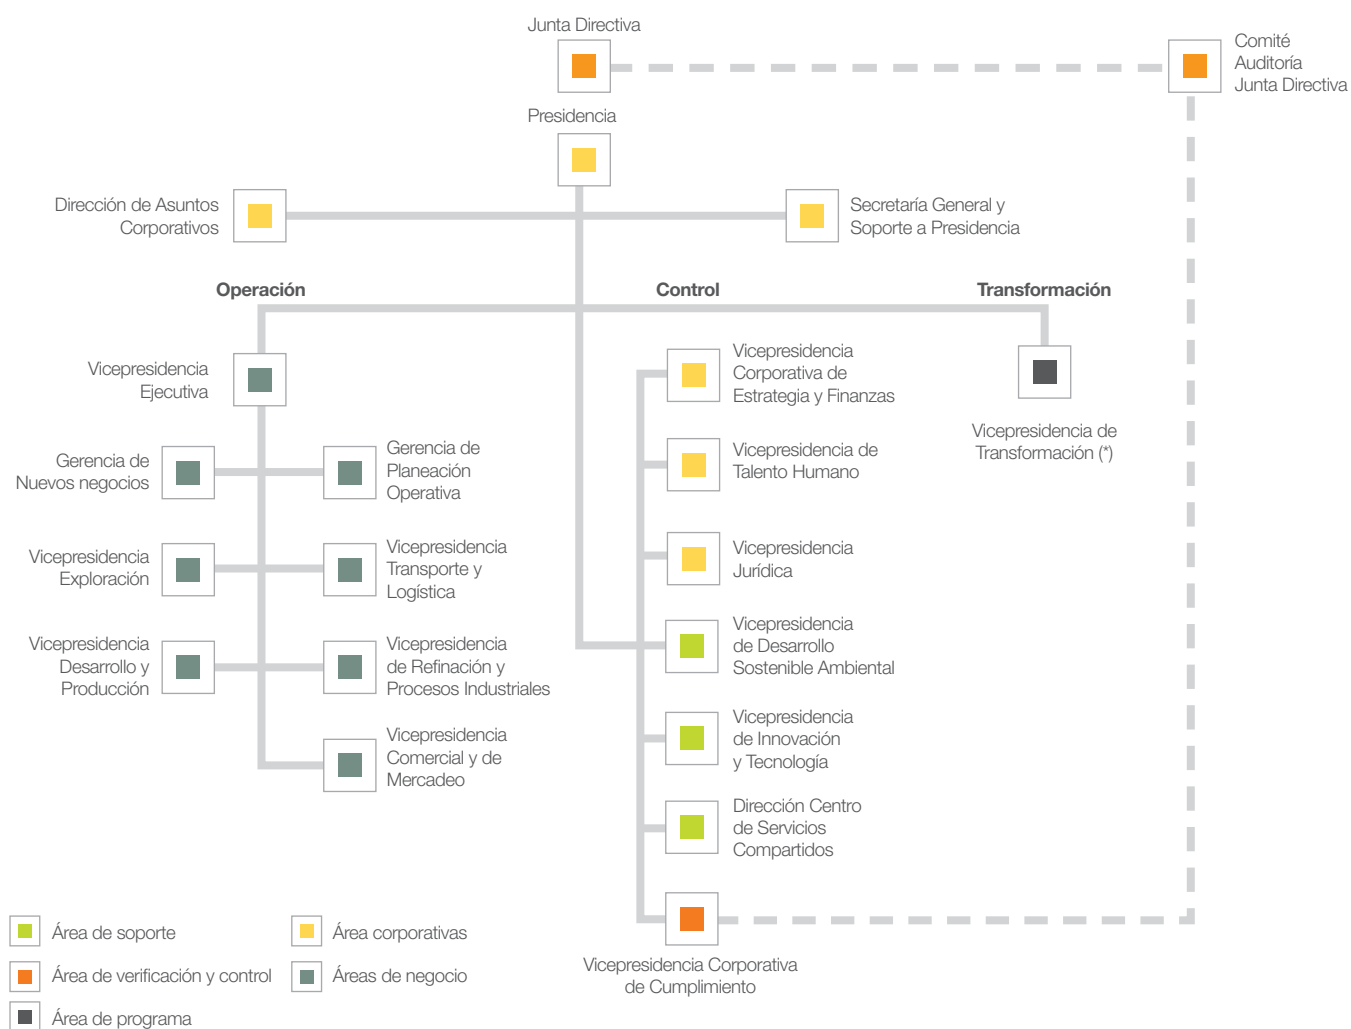 Junta Directiva
Comité
Auditoría
Junta Directiva
Presidencia
Dirección de Asuntos
Corporativos
Secretaría General y
Soporte a Presidencia
Operación
Control
Transformación
Vicepresidencia
Ejecutiva
Gerencia de
Nuevos negocios
Gerencia de
Planeación
Operativa
Vicepresidencia
Exploración
Vicepresidencia
Transporte y
Logística
Vicepresidencia
Desarrollo y
Producción
Vicepresidencia
de Refinación y
Procesos Industriales
Vicepresidencia
Comercial y de
Mercadeo
Vicepresidencia
Corporativa de
Estrategia y Finanzas
Vicepresidencia de
Talento Humano
Vicepresidencia
Jurídica
Vicepresidencia
de Desarrollo
Sostenible Ambiental
Vicepresidencia
de Innovación
y Tecnología
Dirección Centro
de Servicios
Compartidos
Vicepresidencia Corporativa
de Cumplimiento
Vicepresidencia de
Transformación (*)
Área de soporte
Área corporativas
Área de verificación y control
Áreas de negocio
Área de programa